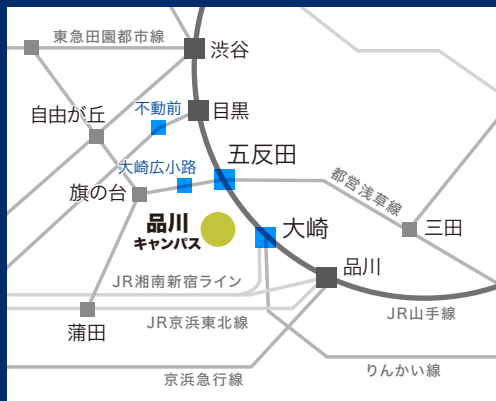 東急田園都市線
渋谷
自由が丘
不動前
目黒
大崎広小路
五反田
旗の台
都営浅草線
品川
キャンパス
大崎
三田
品川
JR湘南新宿ライン
JR京浜東北線
JR山手線
蒲田
京浜急行線
りんかい線